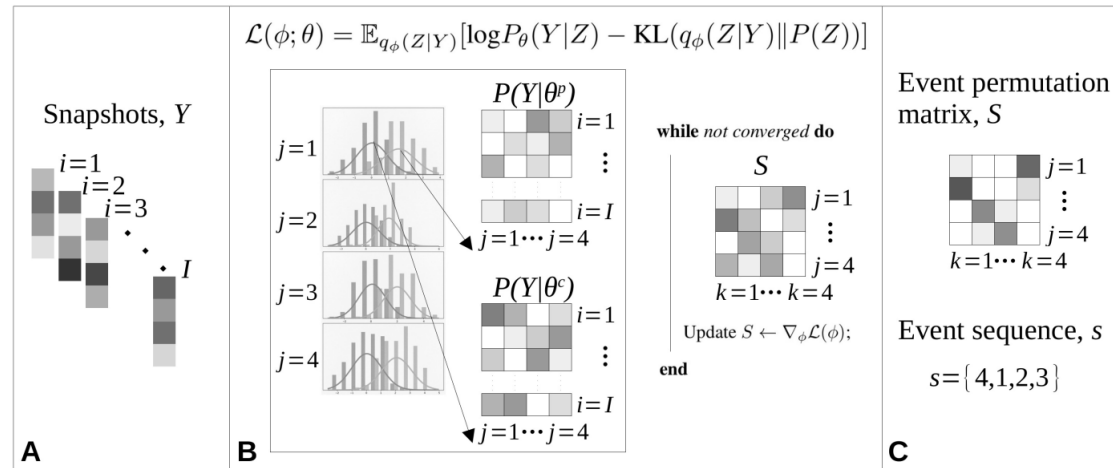 Snapshots, Y
i=1
i=2
i=3
I
A
ℒ(ϕ;θ) = 𝔼_{q_ϕ(Z|Y)}[logP_θ(Y|Z) − KL(q_ϕ(Z|Y)‖P(Z))]
j=1
j=2
j=3
j=4
P(Y|θ^p)
i=1
⋮
i=I
j=1⋯j=4
P(Y|θ^c)
i=1
⋮
i=I
j=1⋯j=4
while not converged do
S
j=1
⋮
j=4
k=1⋯k=4
Update S ← ∇_ϕℒ(ϕ);
end
B
Event permutation
matrix, S
j=1
⋮
j=4
k=1⋯k=4
Event sequence, s
s={4,1,2,3}
C